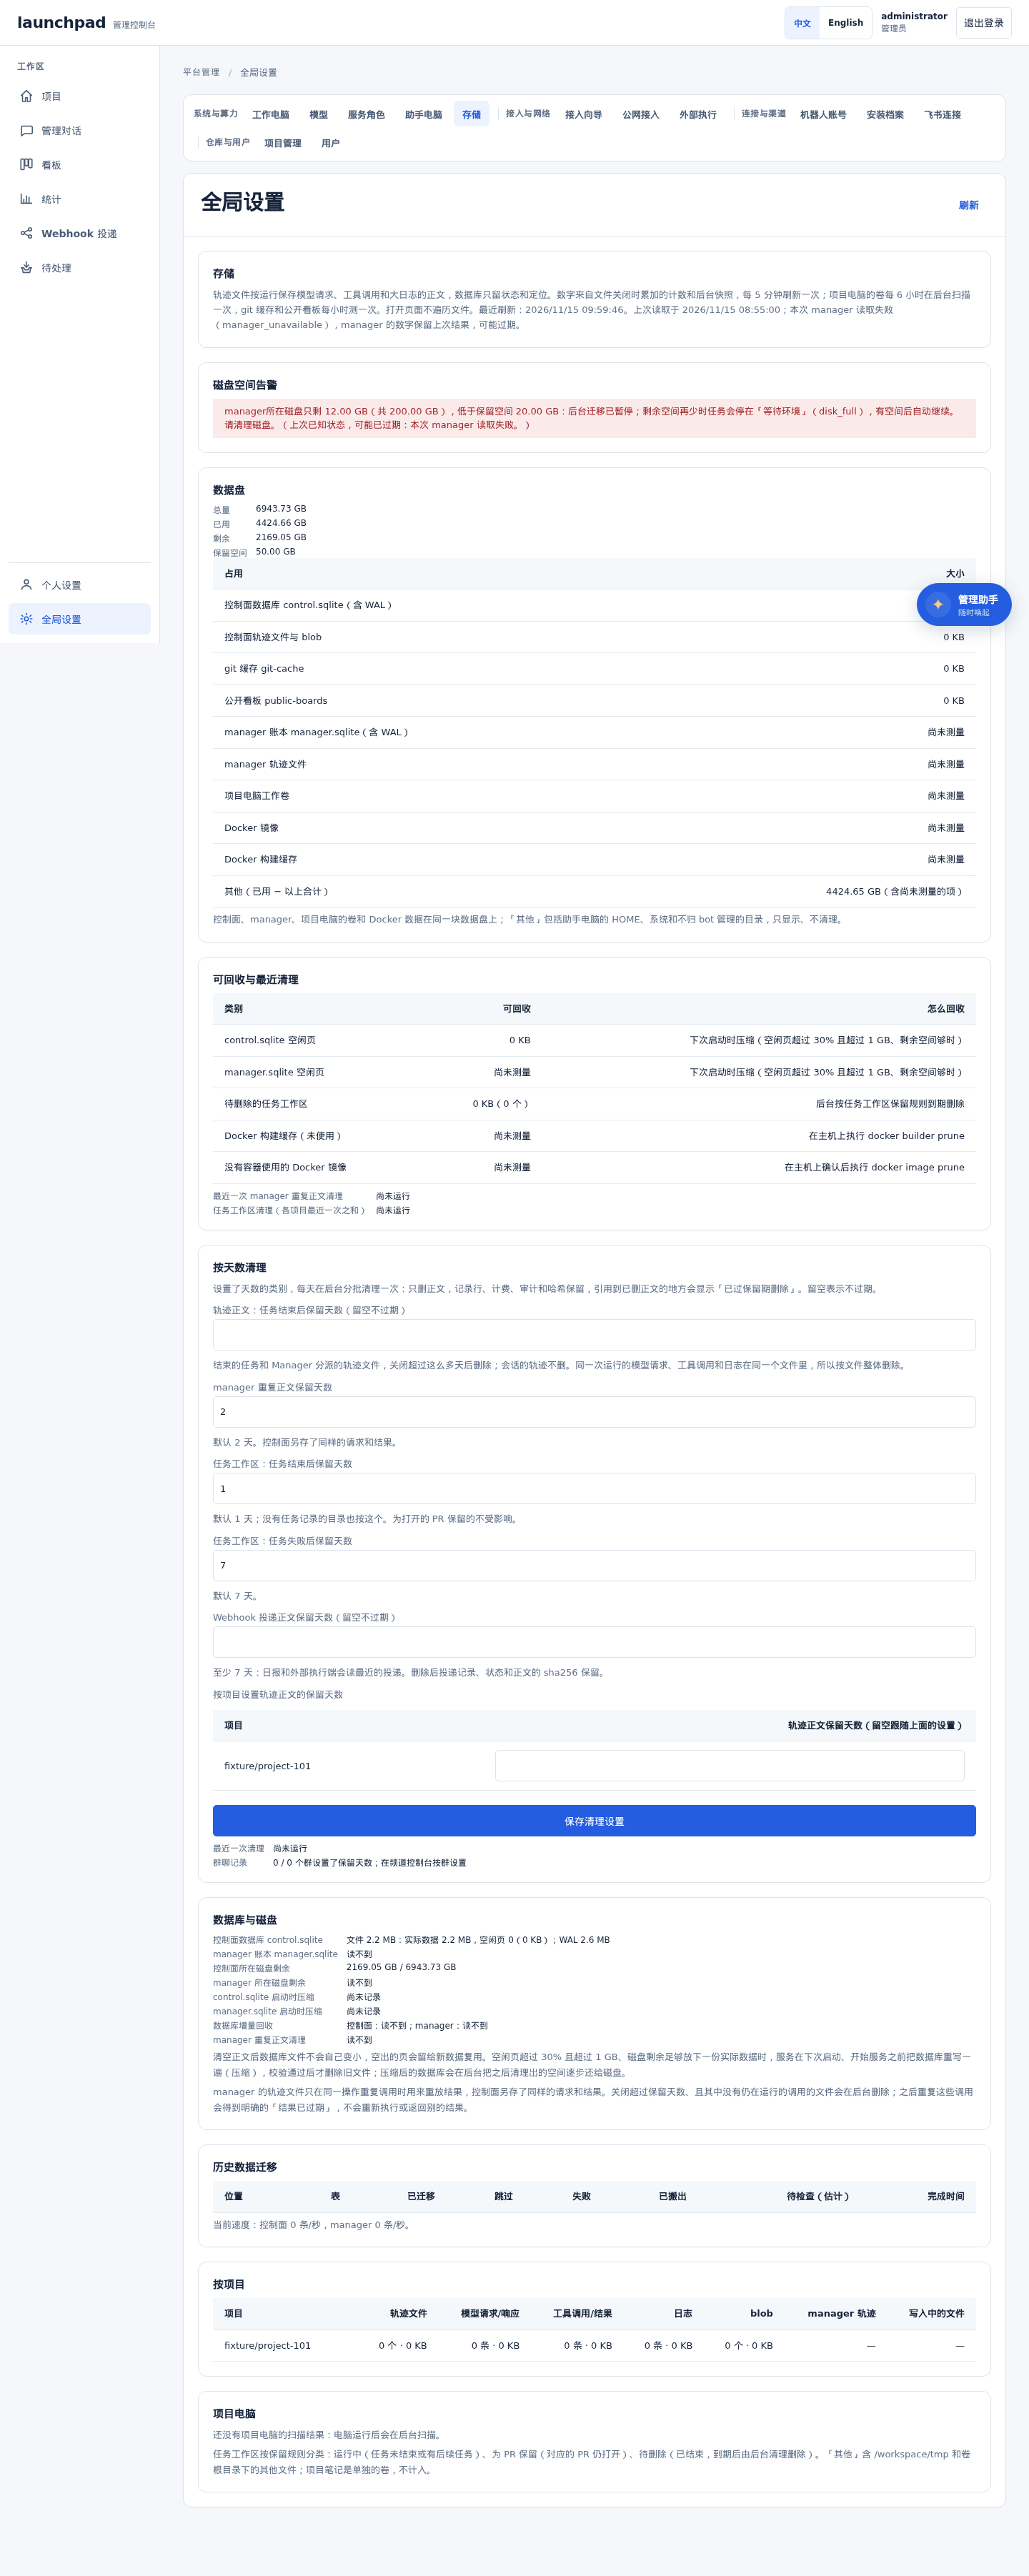 launchpad 管理控制台
中文 English
administrator
管理员
退出登录
工作区
项目
管理对话
看板
统计
Webhook 投递
待处理
个人设置
全局设置
平台管理 / 全局设置
系统与算力 工作电脑 模型 服务角色 助手电脑 存储 接入与网络 接入向导 公网接入 外部执行 连接与渠道 机器人账号 安装档案 飞书连接
仓库与用户 项目管理 用户
全局设置
刷新
存储
轨迹文件按运行保存模型请求、工具调用和大日志的正文，数据库只留状态和定位。数字来自文件关闭时累加的计数和后台快照，每 5 分钟刷新一次；项目电脑的卷每 6 小时在后台扫描
一次，git 缓存和公开看板每小时测一次。打开页面不遍历文件。最近刷新：2026/11/15 09:59:46。上次读取于 2026/11/15 08:55:00；本次 manager 读取失败
（manager_unavailable），manager 的数字保留上次结果，可能过期。
磁盘空间告警
manager所在磁盘只剩 12.00 GB（共 200.00 GB），低于保留空间 20.00 GB：后台迁移已暂停；剩余空间再少时任务会停在「等待环境」（disk_full），有空间后自动继续。
请清理磁盘。（上次已知状态，可能已过期：本次 manager 读取失败。）
数据盘
总量 6943.73 GB
已用 4424.66 GB
剩余 2169.05 GB
保留空间 50.00 GB
占用 大小
控制面数据库 control.sqlite（含 WAL）
管理助手
随时唤起
控制面轨迹文件与 blob 0 KB
git 缓存 git-cache 0 KB
公开看板 public-boards 0 KB
manager 账本 manager.sqlite（含 WAL） 尚未测量
manager 轨迹文件 尚未测量
项目电脑工作卷 尚未测量
Docker 镜像 尚未测量
Docker 构建缓存 尚未测量
其他（已用 − 以上合计） 4424.65 GB（含尚未测量的项）
控制面、manager、项目电脑的卷和 Docker 数据在同一块数据盘上；「其他」包括助手电脑的 HOME、系统和不归 bot 管理的目录，只显示、不清理。
可回收与最近清理
类别 可回收 怎么回收
control.sqlite 空闲页 0 KB 下次启动时压缩（空闲页超过 30% 且超过 1 GB、剩余空间够时）
manager.sqlite 空闲页 尚未测量 下次启动时压缩（空闲页超过 30% 且超过 1 GB、剩余空间够时）
待删除的任务工作区 0 KB（0 个） 后台按任务工作区保留规则到期删除
Docker 构建缓存（未使用） 尚未测量 在主机上执行 docker builder prune
没有容器使用的 Docker 镜像 尚未测量 在主机上确认后执行 docker image prune
最近一次 manager 重复正文清理 尚未运行
任务工作区清理（各项目最近一次之和） 尚未运行
按天数清理
设置了天数的类别，每天在后台分批清理一次：只删正文，记录行、计费、审计和哈希保留，引用到已删正文的地方会显示「已过保留期删除」。留空表示不过期。
轨迹正文：任务结束后保留天数（留空不过期）
结束的任务和 Manager 分派的轨迹文件，关闭超过这么多天后删除；会话的轨迹不删。同一次运行的模型请求、工具调用和日志在同一个文件里，所以按文件整体删除。
manager 重复正文保留天数
2
默认 2 天。控制面另存了同样的请求和结果。
任务工作区：任务结束后保留天数
1
默认 1 天；没有任务记录的目录也按这个。为打开的 PR 保留的不受影响。
任务工作区：任务失败后保留天数
7
默认 7 天。
Webhook 投递正文保留天数（留空不过期）
至少 7 天：日报和外部执行端会读最近的投递。删除后投递记录、状态和正文的 sha256 保留。
按项目设置轨迹正文的保留天数
项目 轨迹正文保留天数（留空跟随上面的设置）
fixture/project-101
保存清理设置
最近一次清理 尚未运行
群聊记录 0 / 0 个群设置了保留天数；在频道控制台按群设置
数据库与磁盘
控制面数据库 control.sqlite 文件 2.2 MB：实际数据 2.2 MB，空闲页 0（0 KB）；WAL 2.6 MB
manager 账本 manager.sqlite 读不到
控制面所在磁盘剩余 2169.05 GB / 6943.73 GB
manager 所在磁盘剩余 读不到
control.sqlite 启动时压缩 尚未记录
manager.sqlite 启动时压缩 尚未记录
数据库增量回收 控制面：读不到；manager：读不到
manager 重复正文清理 读不到
清空正文后数据库文件不会自己变小，空出的页会留给新数据复用。空闲页超过 30% 且超过 1 GB、磁盘剩余足够放下一份实际数据时，服务在下次启动、开始服务之前把数据库重写一
遍（压缩），校验通过后才删除旧文件；压缩后的数据库会在后台把之后清理出的空间逐步还给磁盘。
manager 的轨迹文件只在同一操作重复调用时用来重放结果，控制面另存了同样的请求和结果。关闭超过保留天数、且其中没有仍在运行的调用的文件会在后台删除；之后重复这些调用
会得到明确的「结果已过期」，不会重新执行或返回别的结果。
历史数据迁移
位置 表 已迁移 跳过 失败 已搬出 待检查（估计） 完成时间
当前速度：控制面 0 条/秒，manager 0 条/秒。
按项目
项目 轨迹文件 模型请求/响应 工具调用/结果 日志 blob manager 轨迹 写入中的文件
fixture/project-101 0 个 · 0 KB 0 条 · 0 KB 0 条 · 0 KB 0 条 · 0 KB 0 个 · 0 KB — —
项目电脑
还没有项目电脑的扫描结果：电脑运行后会在后台扫描。
任务工作区按保留规则分类：运行中（任务未结束或有后续任务）、为 PR 保留（对应的 PR 仍打开）、待删除（已结束，到期后由后台清理删除）。「其他」含 /workspace/tmp 和卷
根目录下的其他文件；项目笔记是单独的卷，不计入。